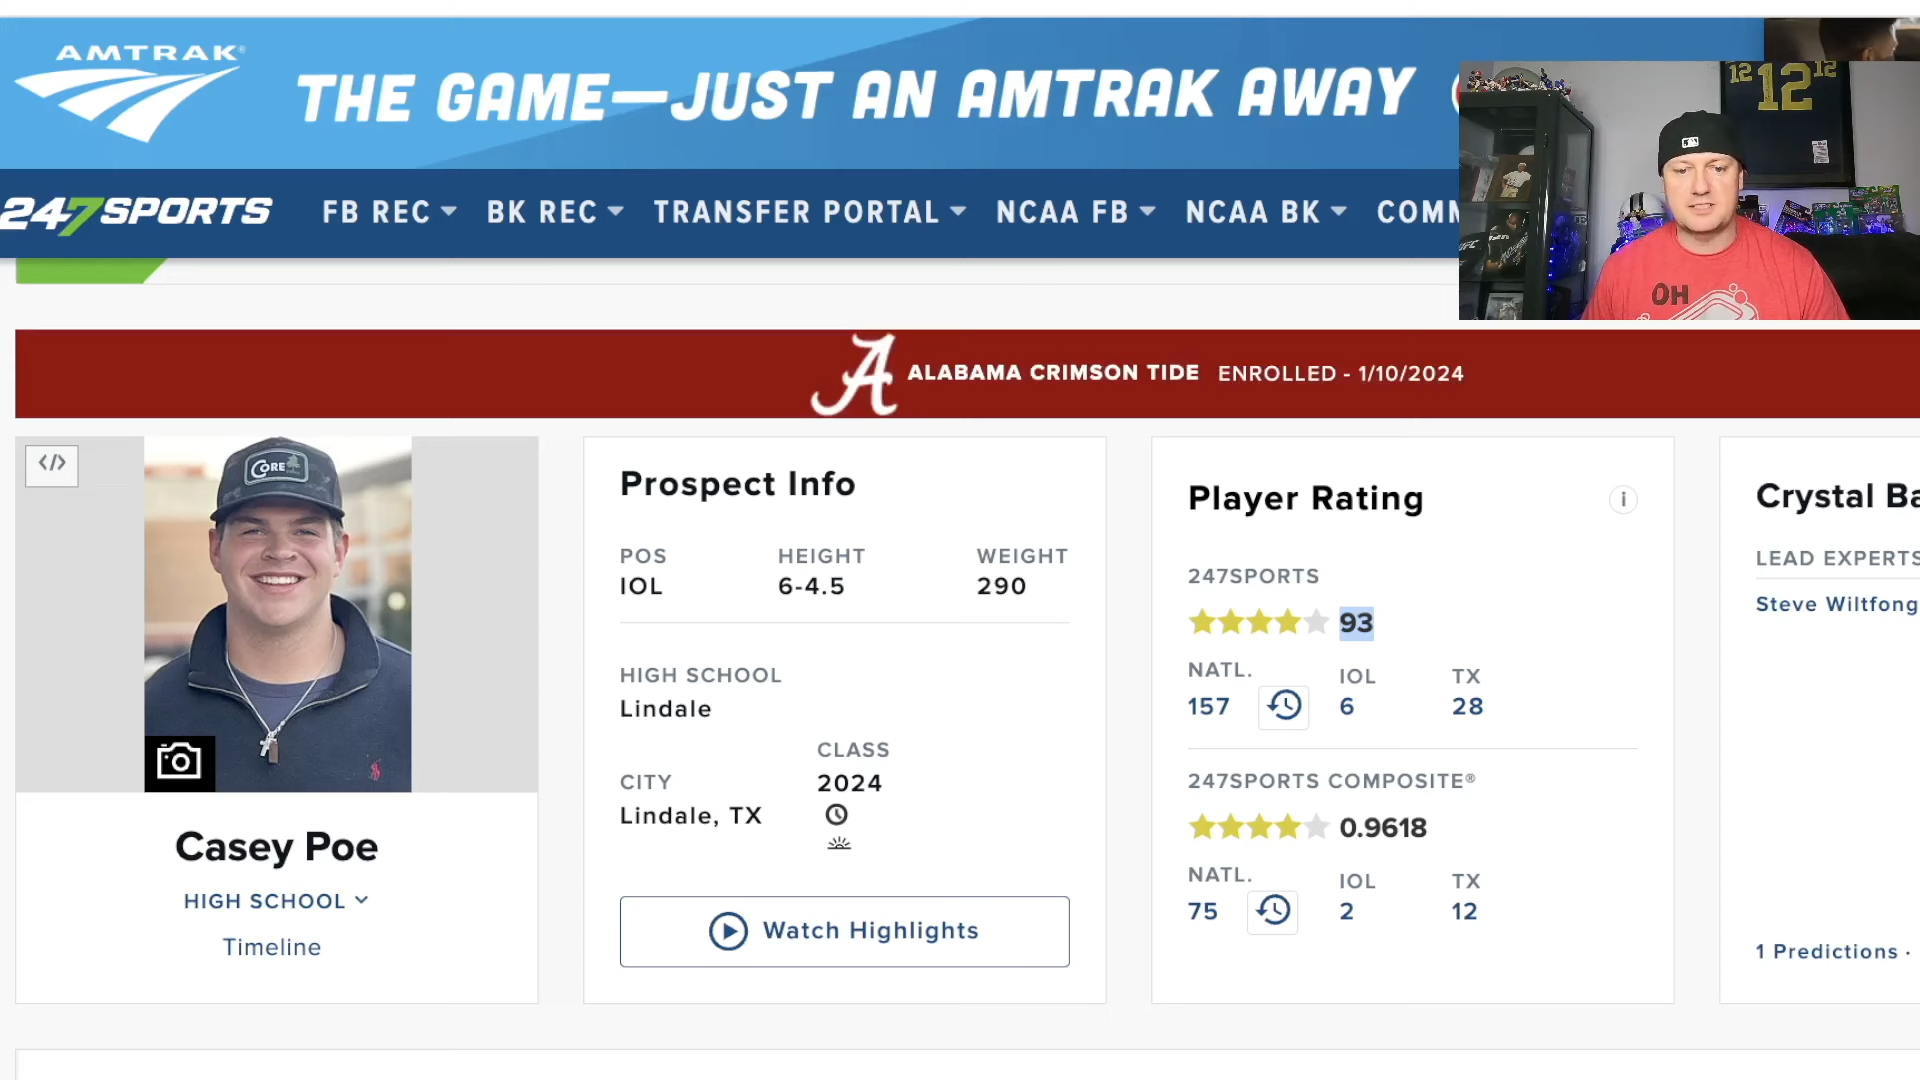 AMTRAK®
THE GAME—JUST AN AMTRAK AWAY
12 12 12
247SPORTS
FB REC
BK REC
TRANSFER PORTAL
NCAA FB
NCAA BK
COMM
OH
ALABAMA CRIMSON TIDE ENROLLED - 1/10/2024
</>
CORE
Casey Poe
HIGH SCHOOL
Timeline
Prospect Info
POS HEIGHT WEIGHT
IOL 6-4.5 290
HIGH SCHOOL
Lindale
CLASS
2024
CITY
Lindale, TX
Watch Highlights
Player Rating
i
247SPORTS
93
NATL. IOL TX
157 6 28
247SPORTS COMPOSITE®
0.9618
NATL. IOL TX
75 2 12
Crystal Ba
LEAD EXPERTS
Steve Wiltfong
1 Predictions ·